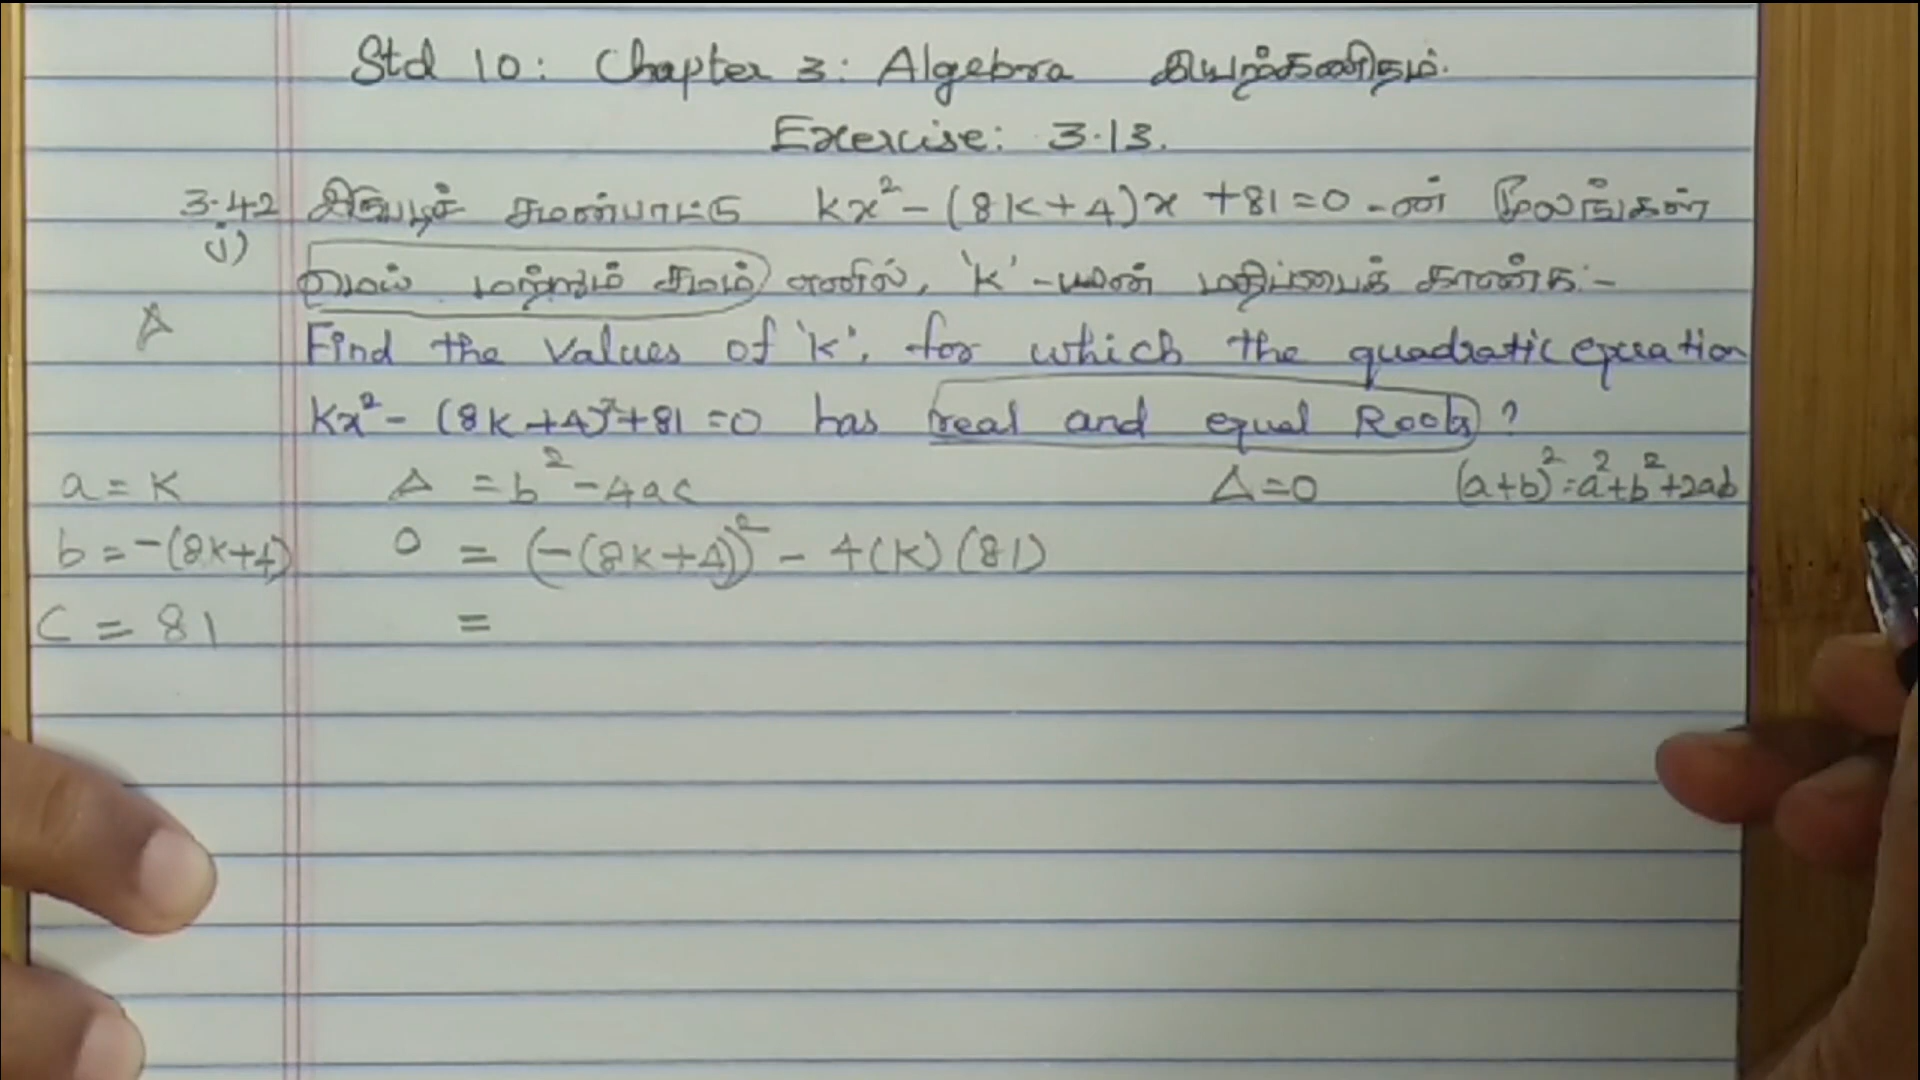 Std 10: Chapter 3: Algebra இயற்கணிதம்.
Exercise: 3.13.
3.42 இருபடிச் சமன்பாட்டு kx² - (8k+4)x +81=0 -ன் மூலங்கள்
i) மெய் மற்றும் சமம் எனில், 'k' -யின் மதிப்பைக் காண்க:-
Δ Find the values of 'k', for which the quadratic equation
kx² - (8k+4)x+81=0 has real and equal Roots?
a = k Δ = b² - 4ac Δ=0 (a+b)²=a²+b²+2ab
b = -(8k+4) 0 = (-(8k+4))² - 4(k)(81)
c = 81 =